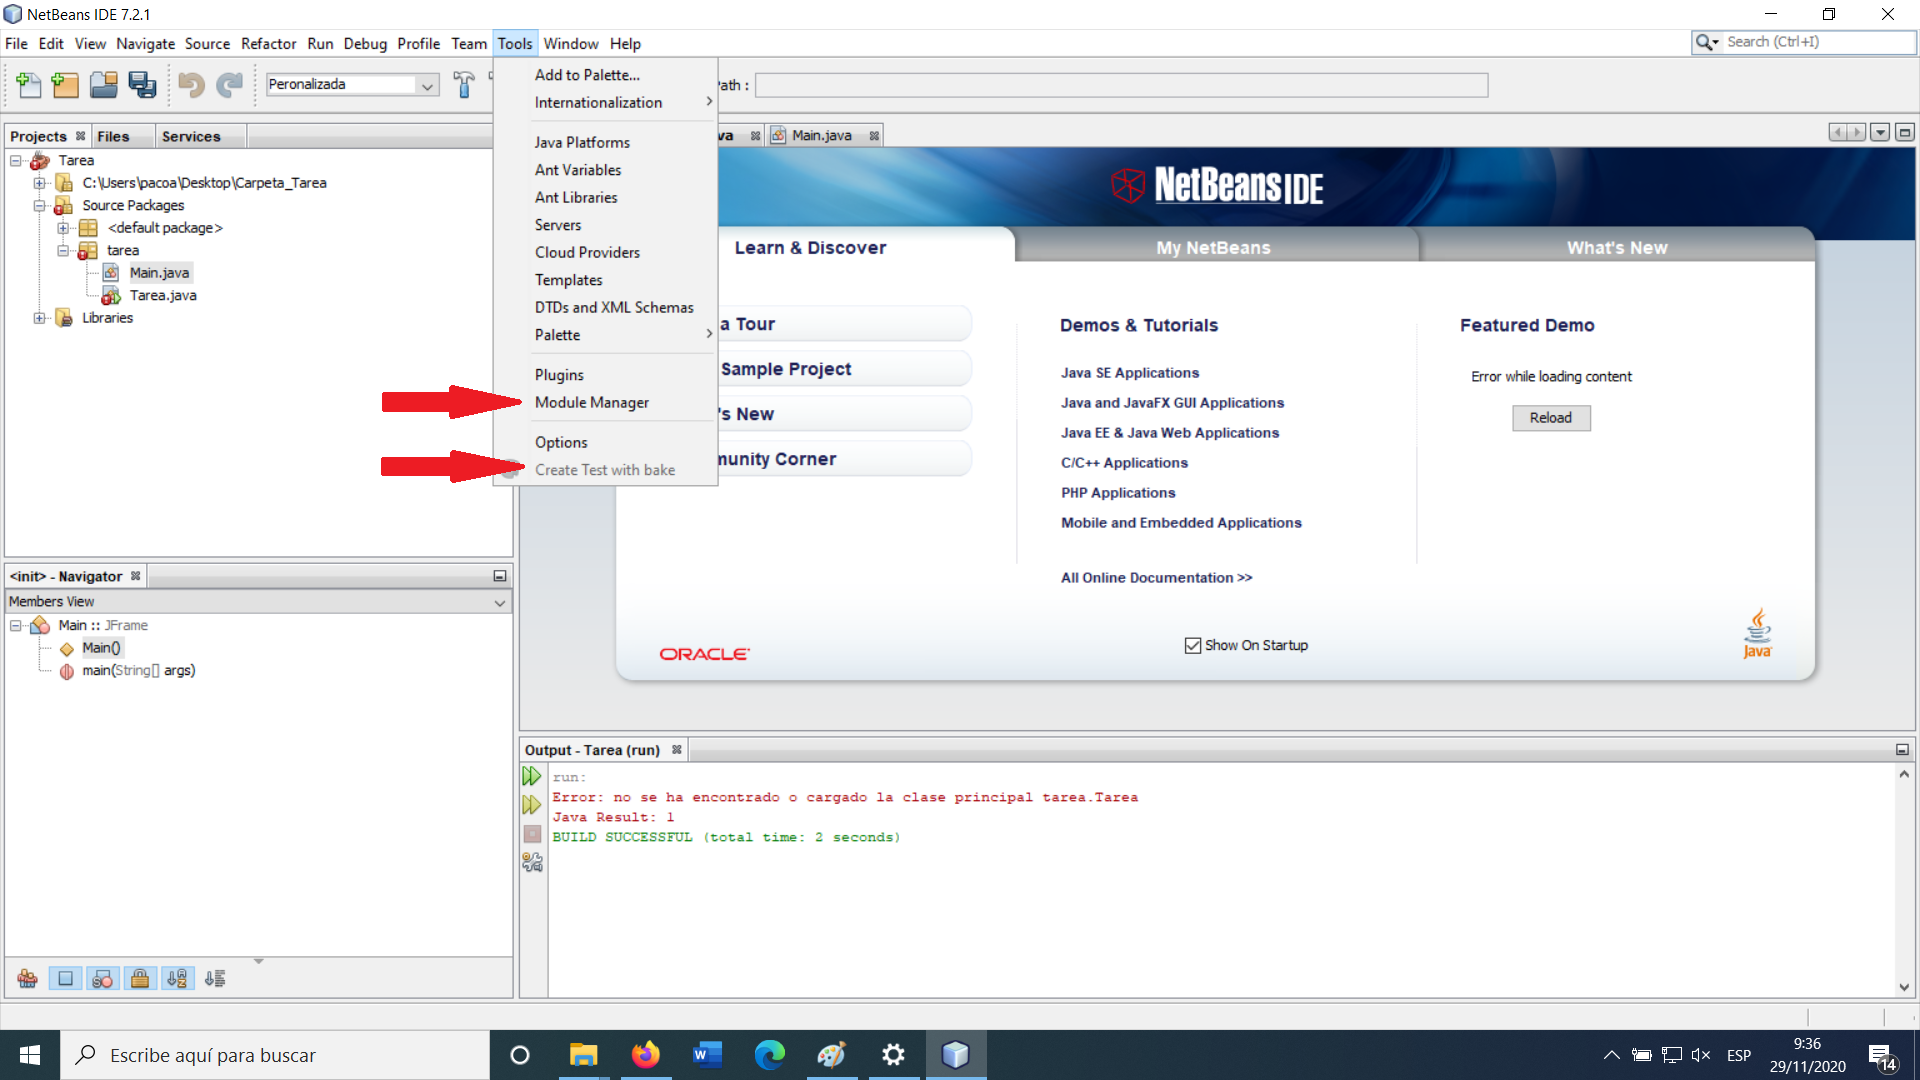 NetBeans IDE 7.2.1
File Edit View Navigate Source Refactor Run Debug Profile Team Tools Window Help
Search (Ctrl+I)
Peronalizada
ath :
Add to Palette...
Internationalization
Java Platforms
Ant Variables
Ant Libraries
Servers
Cloud Providers
Templates
DTDs and XML Schemas
Palette
Plugins
Module Manager
Options
Create Test with bake
Projects Files Services
Tarea
C:\Users\pacoa\Desktop\Carpeta_Tarea
Source Packages
<default package>
tarea
Main.java
Tarea.java
Libraries
va Main.java
NetBeans IDE
Learn & Discover My NetBeans What's New
a Tour
Sample Project
's New
munity Corner
Demos & Tutorials
Java SE Applications
Java and JavaFX GUI Applications
Java EE & Java Web Applications
C/C++ Applications
PHP Applications
Mobile and Embedded Applications
All Online Documentation >>
Featured Demo
Error while loading content
Reload
ORACLE
Show On Startup
Java
<init> - Navigator
Members View
Main :: JFrame
Main()
main(String[] args)
Output - Tarea (run)
run:
Error: no se ha encontrado o cargado la clase principal tarea.Tarea
Java Result: 1
BUILD SUCCESSFUL (total time: 2 seconds)
Escribe aquí para buscar
ESP
9:36
29/11/2020
14